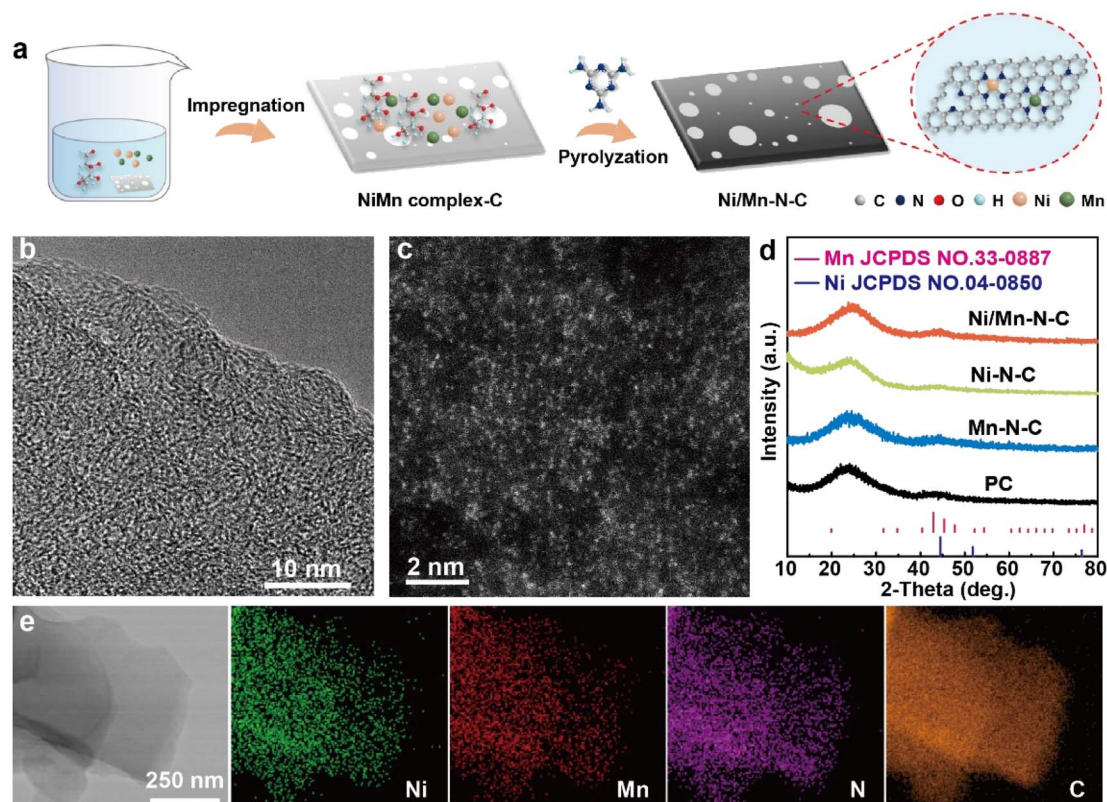 a
Impregnation
NiMn complex-C
Pyrolyzation
Ni/Mn-N-C
C N O H Ni Mn
b
10 nm
c
2 nm
d
Mn JCPDS NO.33-0887
Ni JCPDS NO.04-0850
Ni/Mn-N-C
Ni-N-C
Mn-N-C
PC
Intensity (a.u.)
10 20 30 40 50 60 70 80
2-Theta (deg.)
e
250 nm
Ni
Mn
N
C